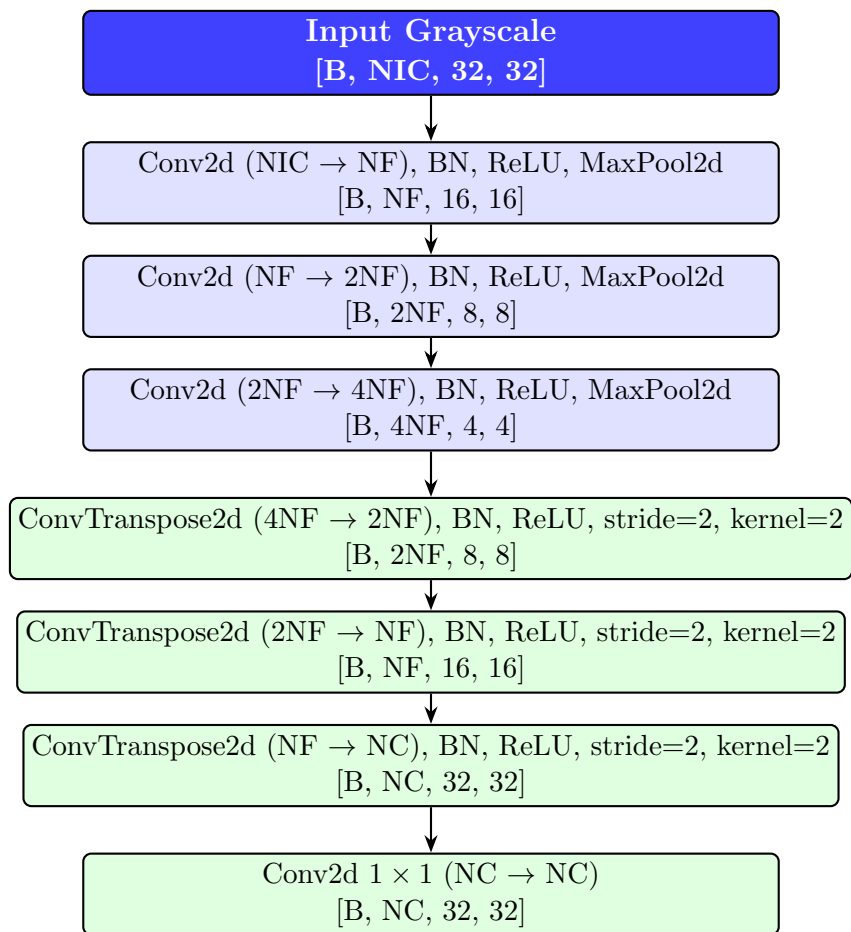 Input Grayscale
[B, NIC, 32, 32]
Conv2d (NIC → NF), BN, ReLU, MaxPool2d
[B, NF, 16, 16]
Conv2d (NF → 2NF), BN, ReLU, MaxPool2d
[B, 2NF, 8, 8]
Conv2d (2NF → 4NF), BN, ReLU, MaxPool2d
[B, 4NF, 4, 4]
ConvTranspose2d (4NF → 2NF), BN, ReLU, stride=2, kernel=2
[B, 2NF, 8, 8]
ConvTranspose2d (2NF → NF), BN, ReLU, stride=2, kernel=2
[B, NF, 16, 16]
ConvTranspose2d (NF → NC), BN, ReLU, stride=2, kernel=2
[B, NC, 32, 32]
Conv2d 1 × 1 (NC → NC)
[B, NC, 32, 32]